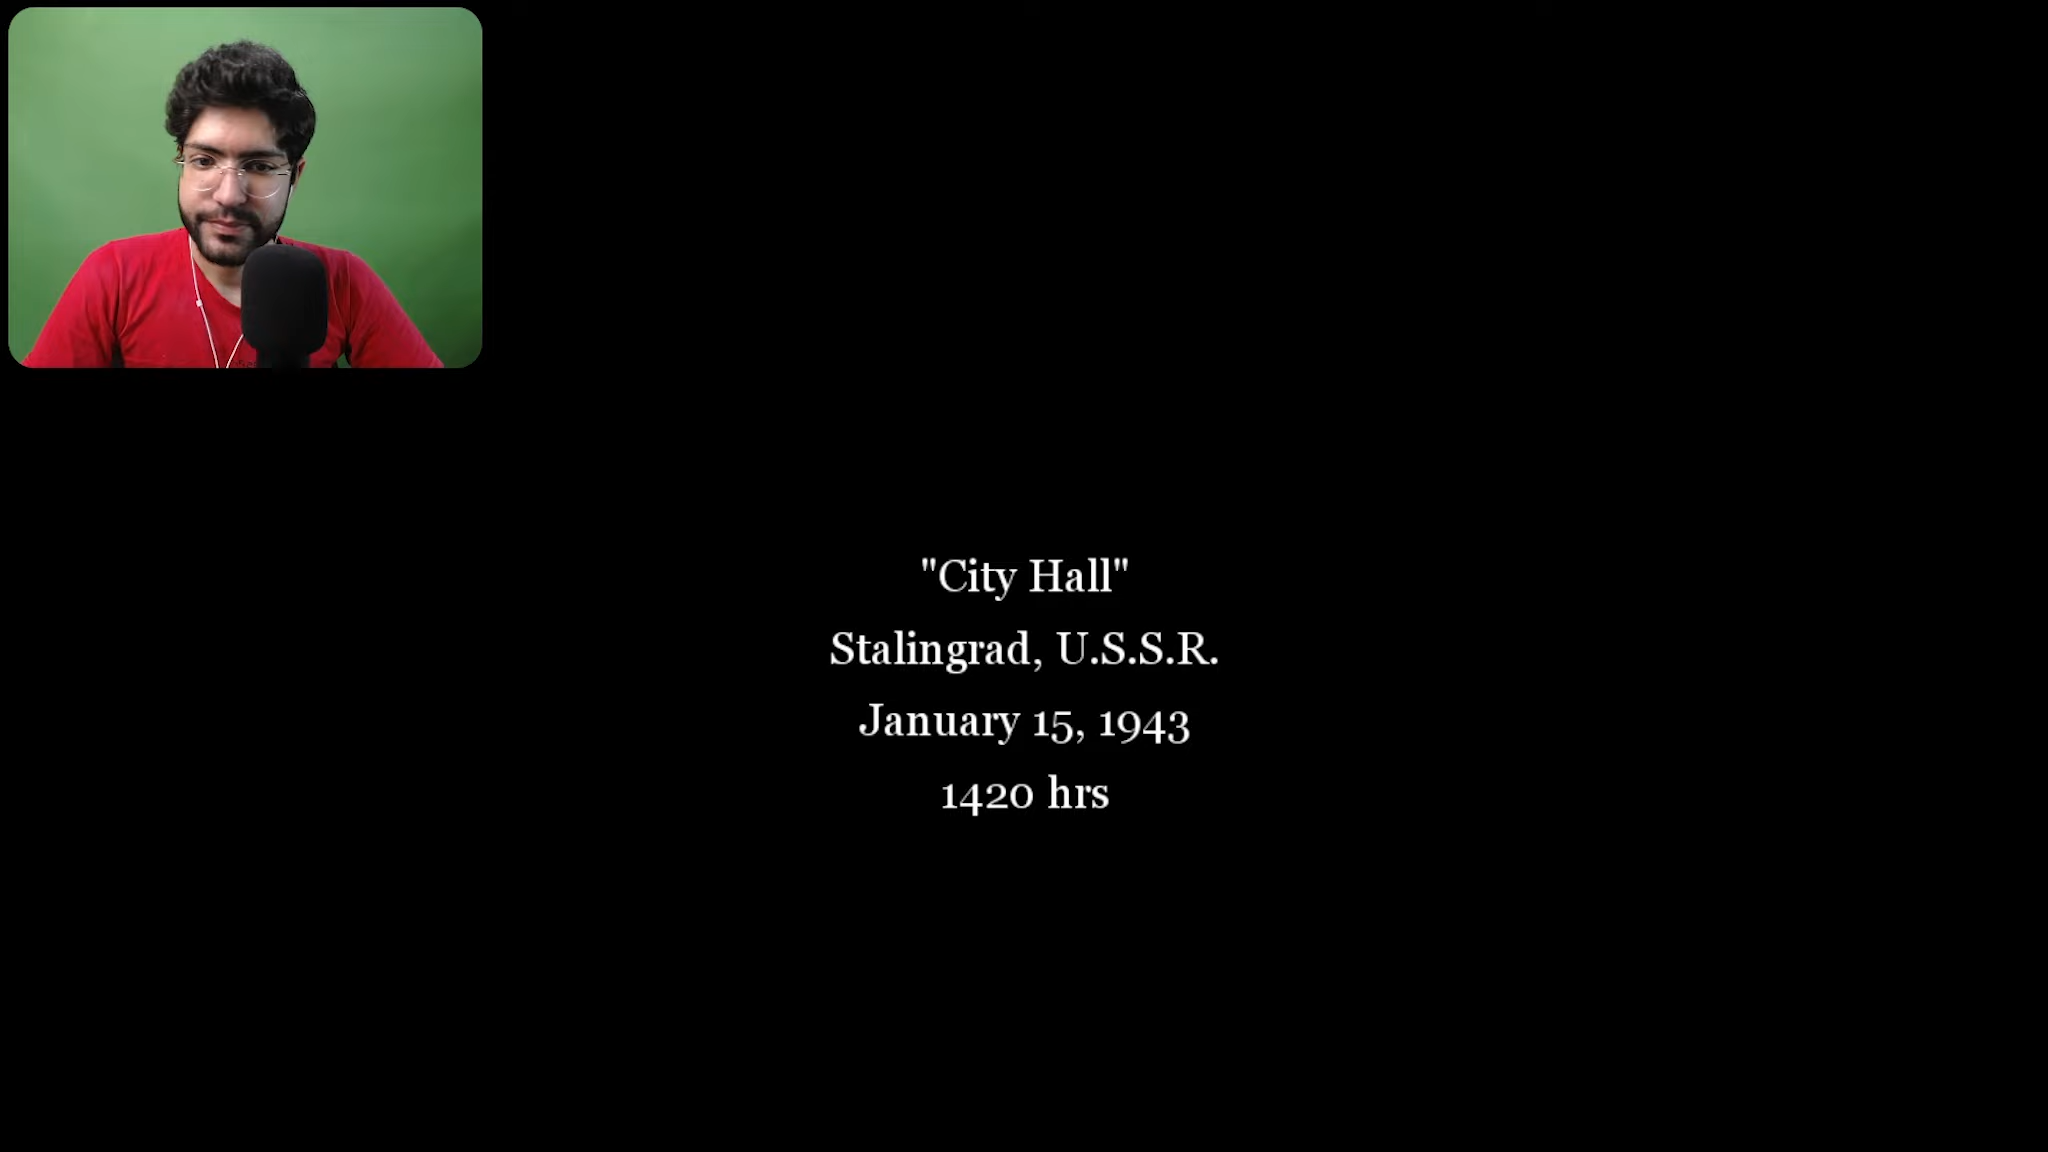 "City Hall"
Stalingrad, U.S.S.R.
January 15, 1943
1420 hrs